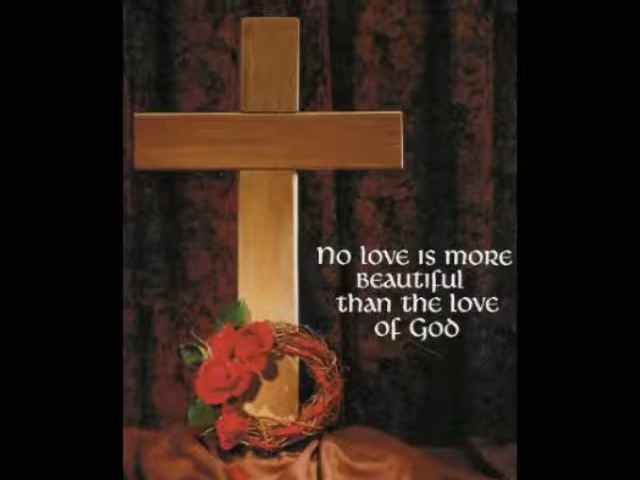 No love is more
beautiful
than the love
of God